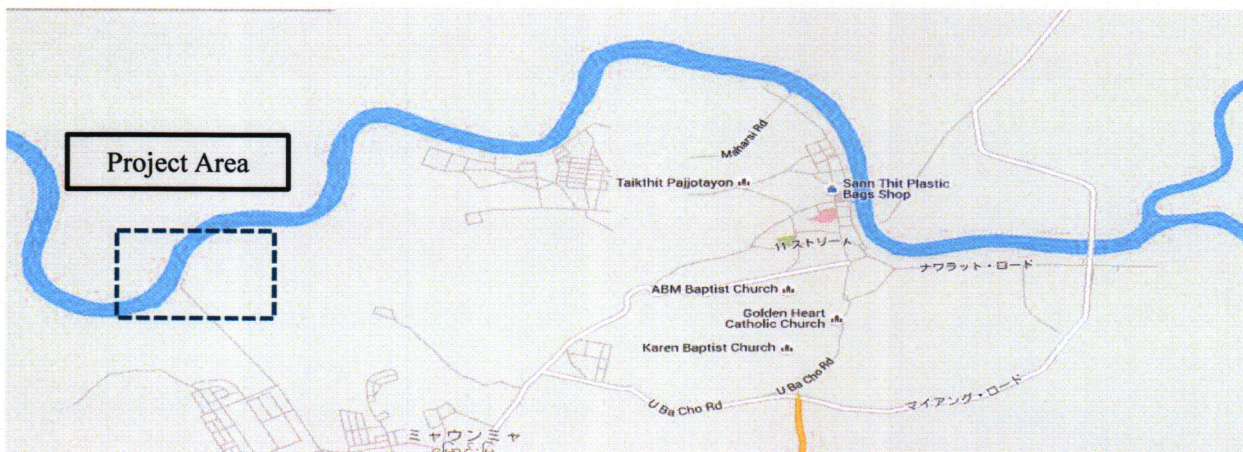 Project Area
Maharsi Rd
Taikthit Pajjotayon
Sann Thit Plastic
Bags Shop
11 ストリート
ナワラット・ロード
ABM Baptist Church
Golden Heart
Catholic Church
Karen Baptist Church
U Ba Cho Rd
U Ba Cho Rd
マイアング・ロード
ミャウンミャ